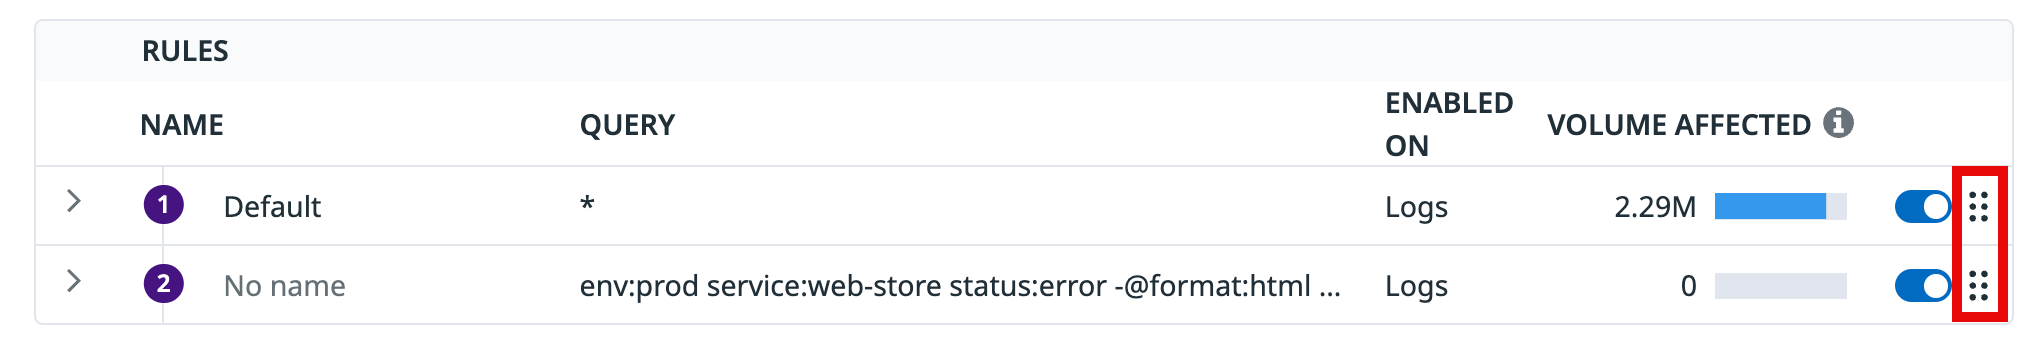 RULES
NAME QUERY ENABLED ON VOLUME AFFECTED i
1 Default * Logs 2.29M
2 No name env:prod service:web-store status:error -@format:html ... Logs 0